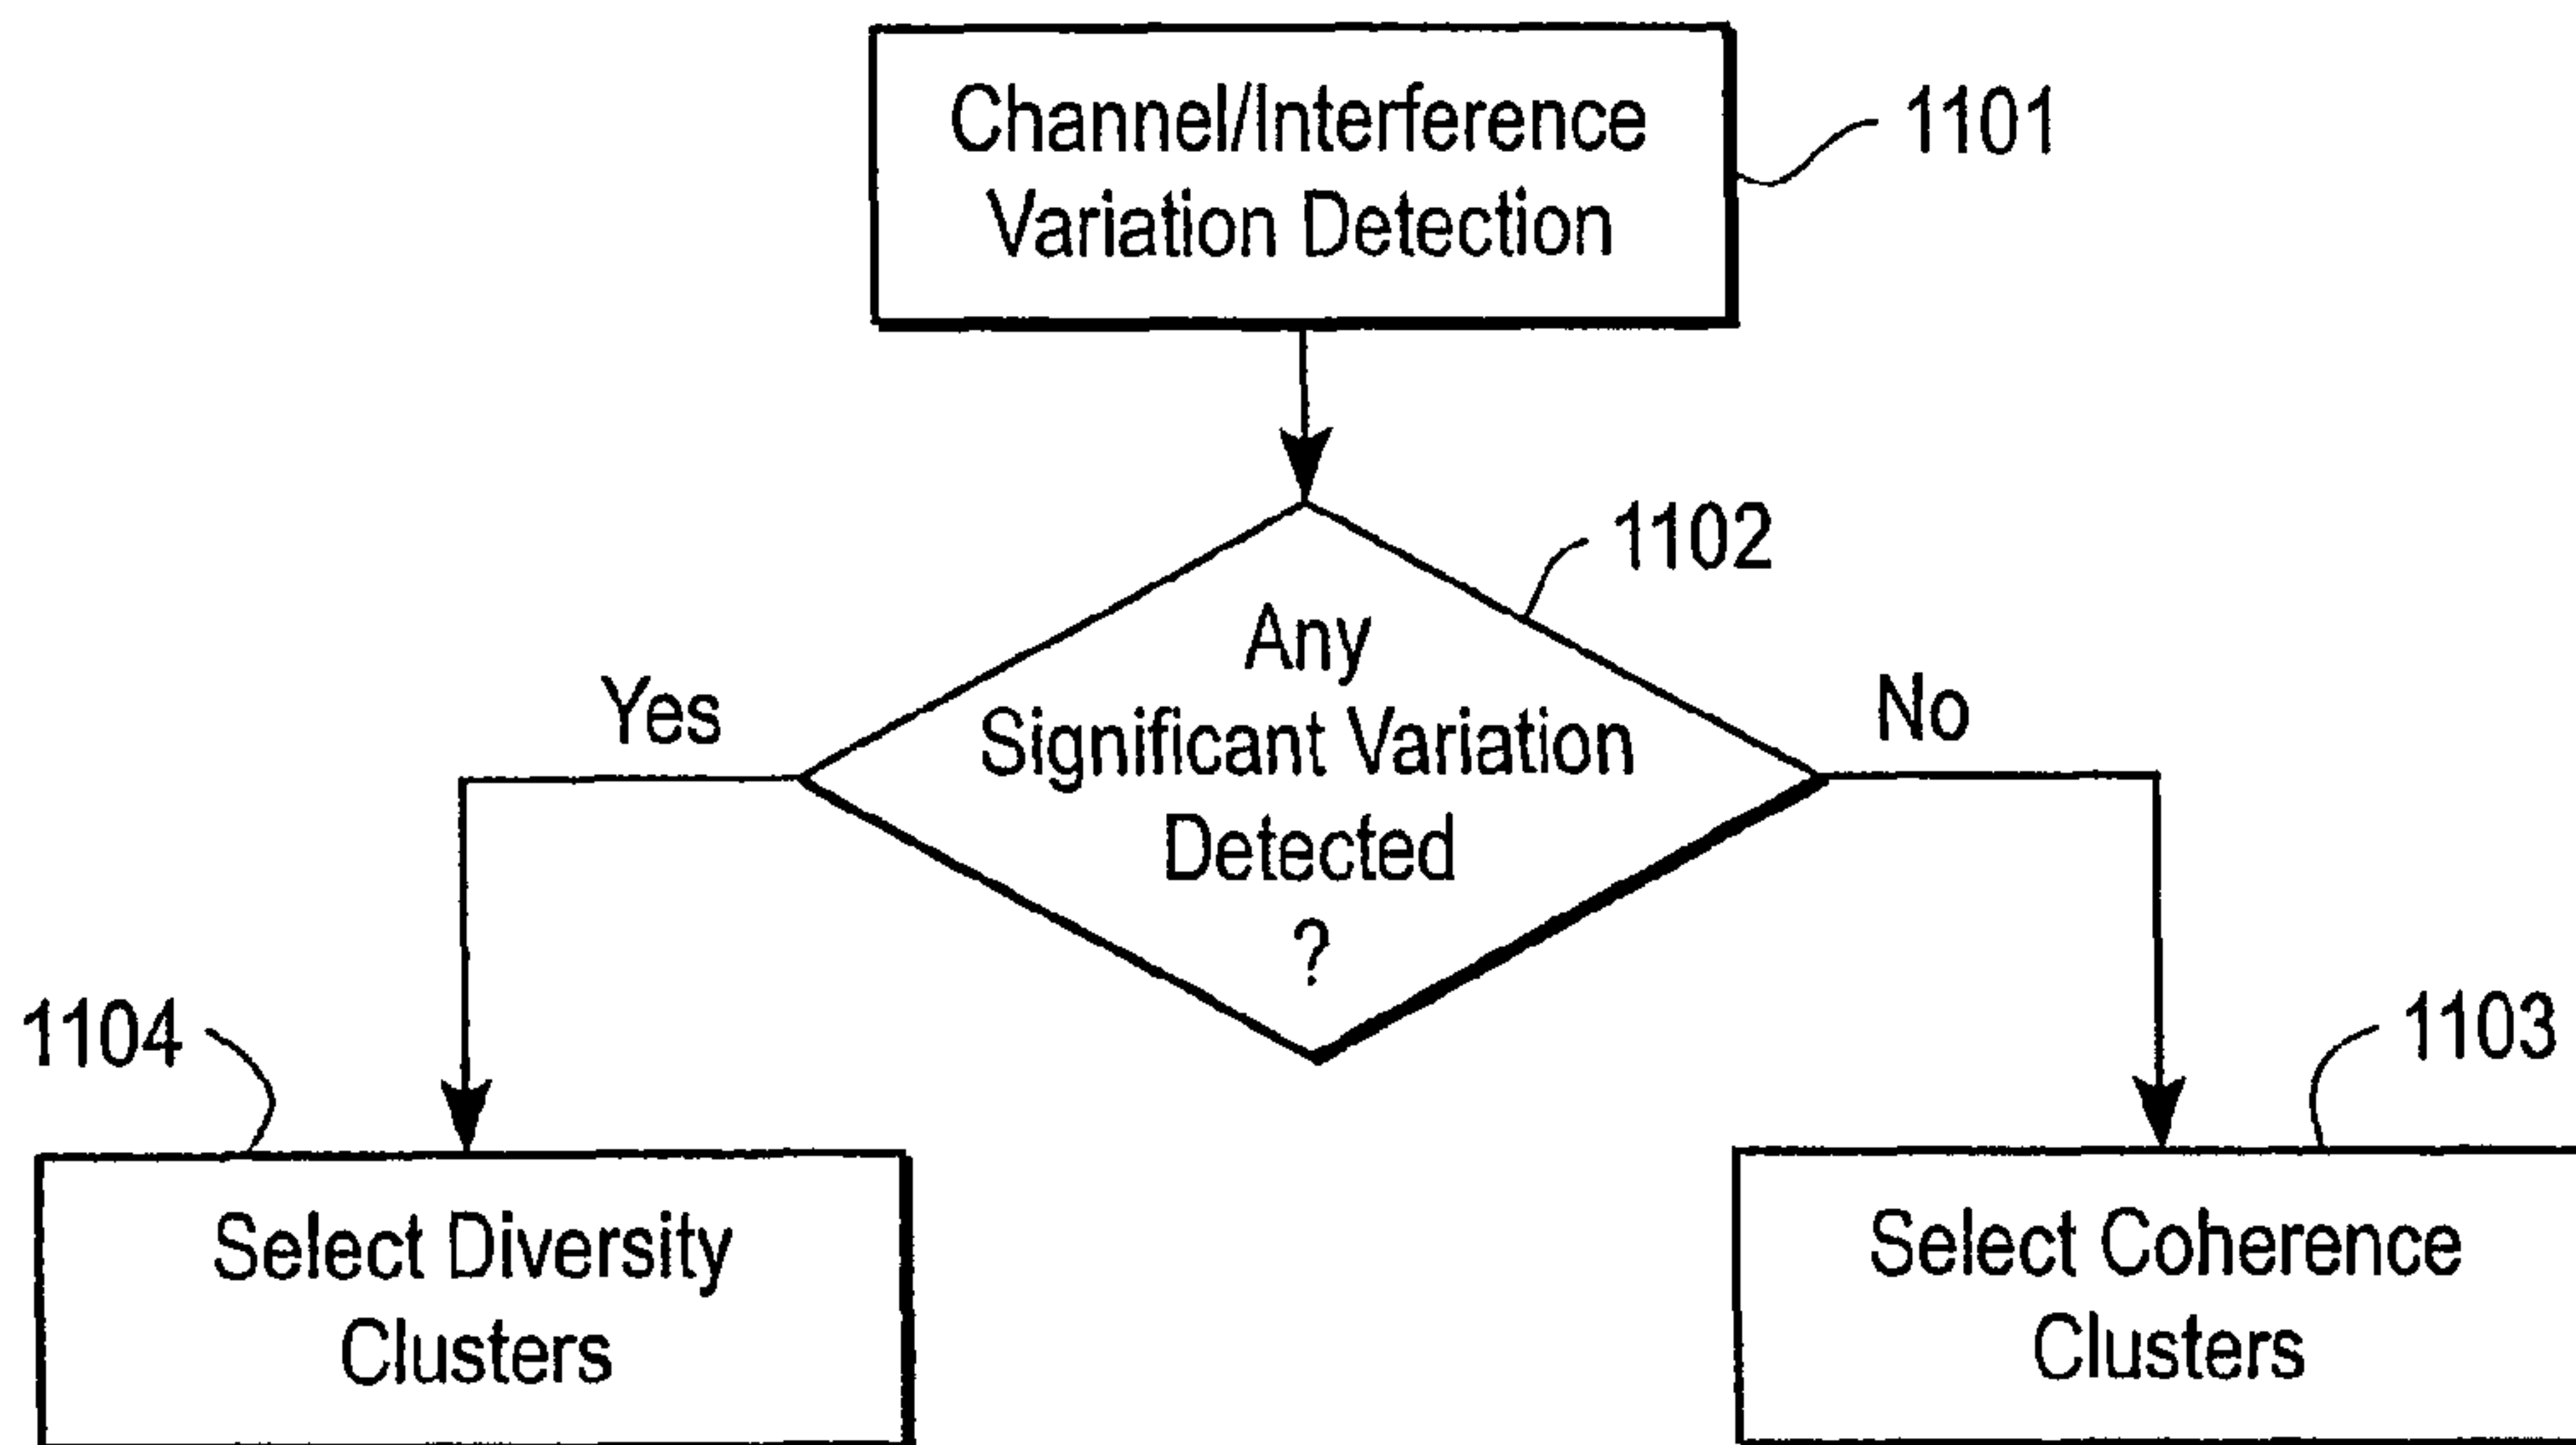 Channel/Interference
Variation Detection
1101
1102
Any
Significant Variation
Detected
?
Yes
No
1104
1103
Select Diversity
Clusters
Select Coherence
Clusters